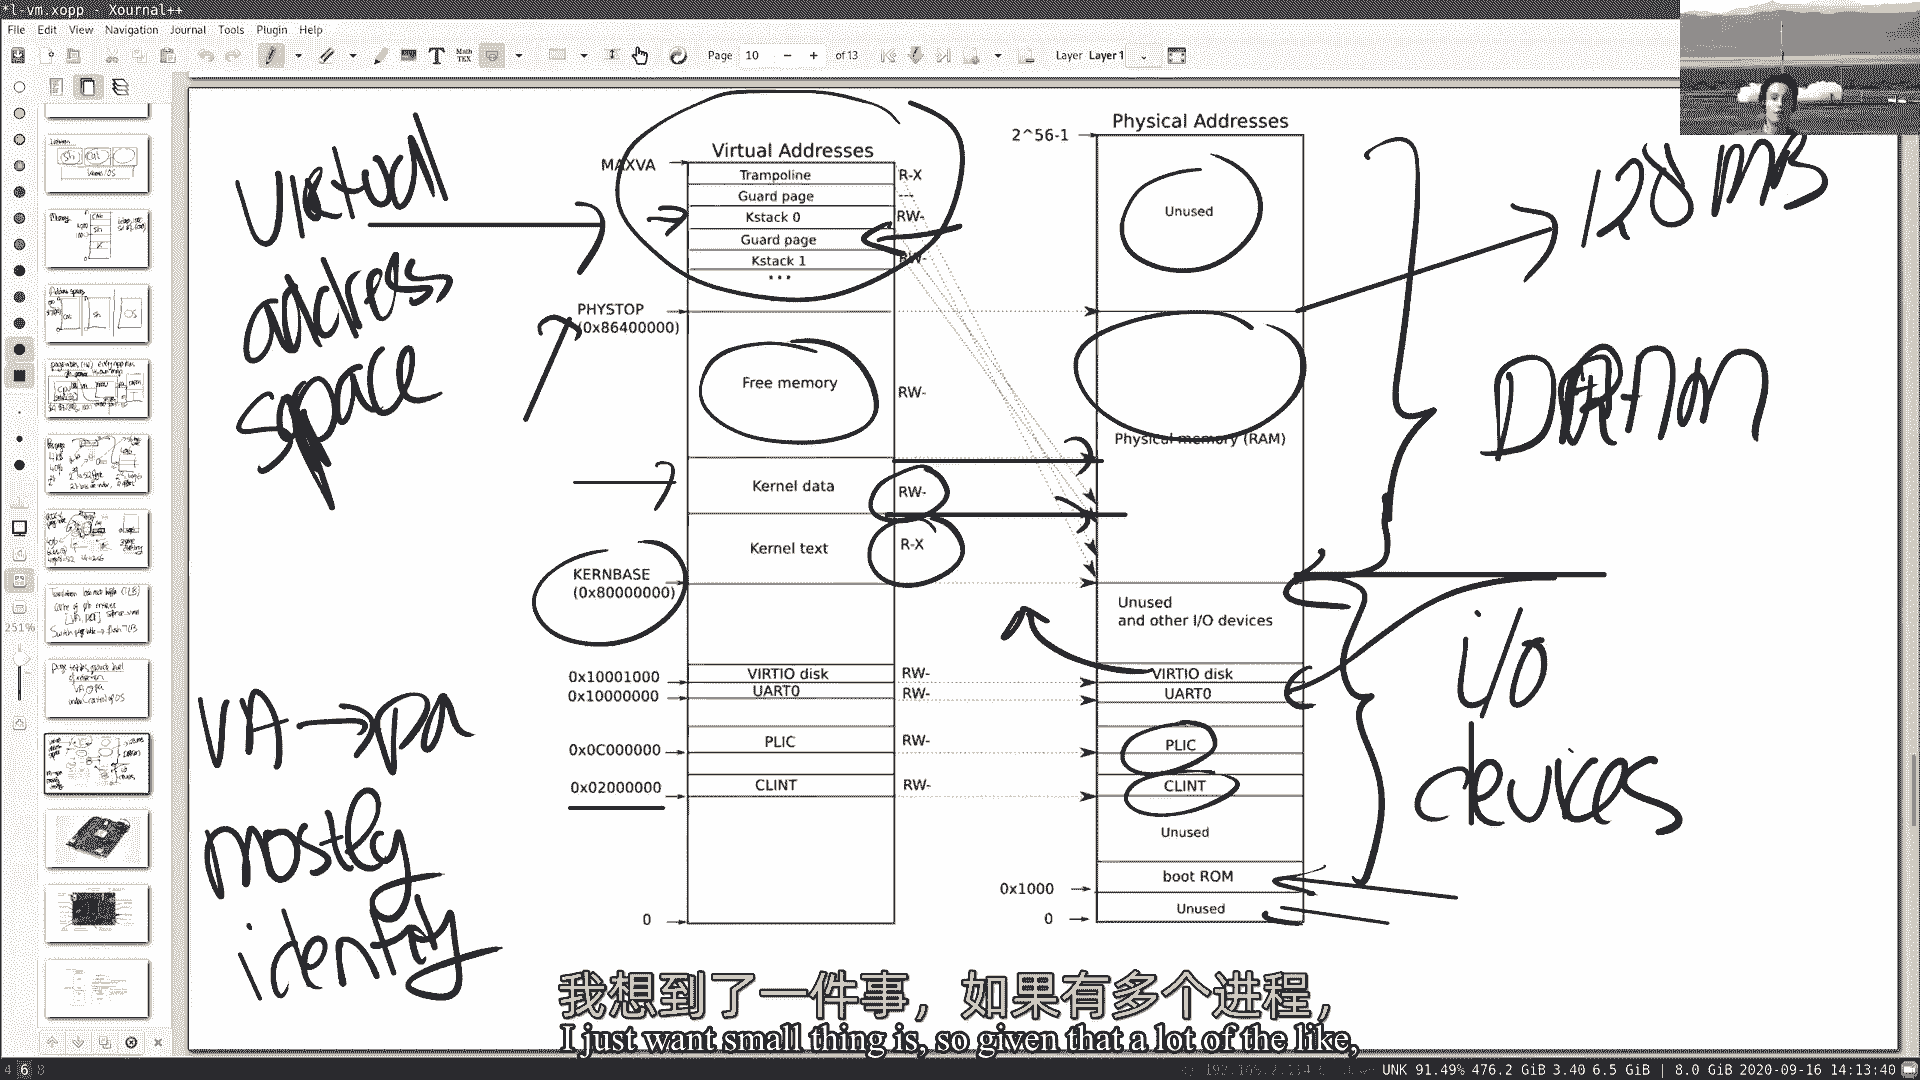 *l-vm.xopp - Xournal++
File Edit View Navigation Journal Tools Plugin Help
Page 10 - + of 13 Layer Layer 1
251%
Virtual
address
space
VA → pa
mostly
identity
Virtual Addresses
MAXVA
Trampoline R-X
Guard page ---
Kstack 0 RW-
Guard page
Kstack 1 RW-
...
PHYSTOP
(0x86400000)
Free memory RW-
Kernel data RW-
Kernel text R-X
KERNBASE
(0x80000000)
0x10001000 VIRTIO disk RW-
0x10000000 UART0 RW-
0x0C000000 PLIC RW-
0x02000000 CLINT RW-
0
Physical Addresses
2^56-1
Unused
Physical memory (RAM)
Unused
and other I/O devices
VIRTIO disk
UART0
PLIC
CLINT
Unused
boot ROM
0x1000
Unused
0
128 MB
i/o
devices
我想到了一件事，如果有多个进程，
I just want small thing is, so given that a lot of the like,
4 6 8 UNK 91.49% 476.2 GiB 3.40 6.5 GiB | 8.0 GiB 2020-09-16 14:13:40